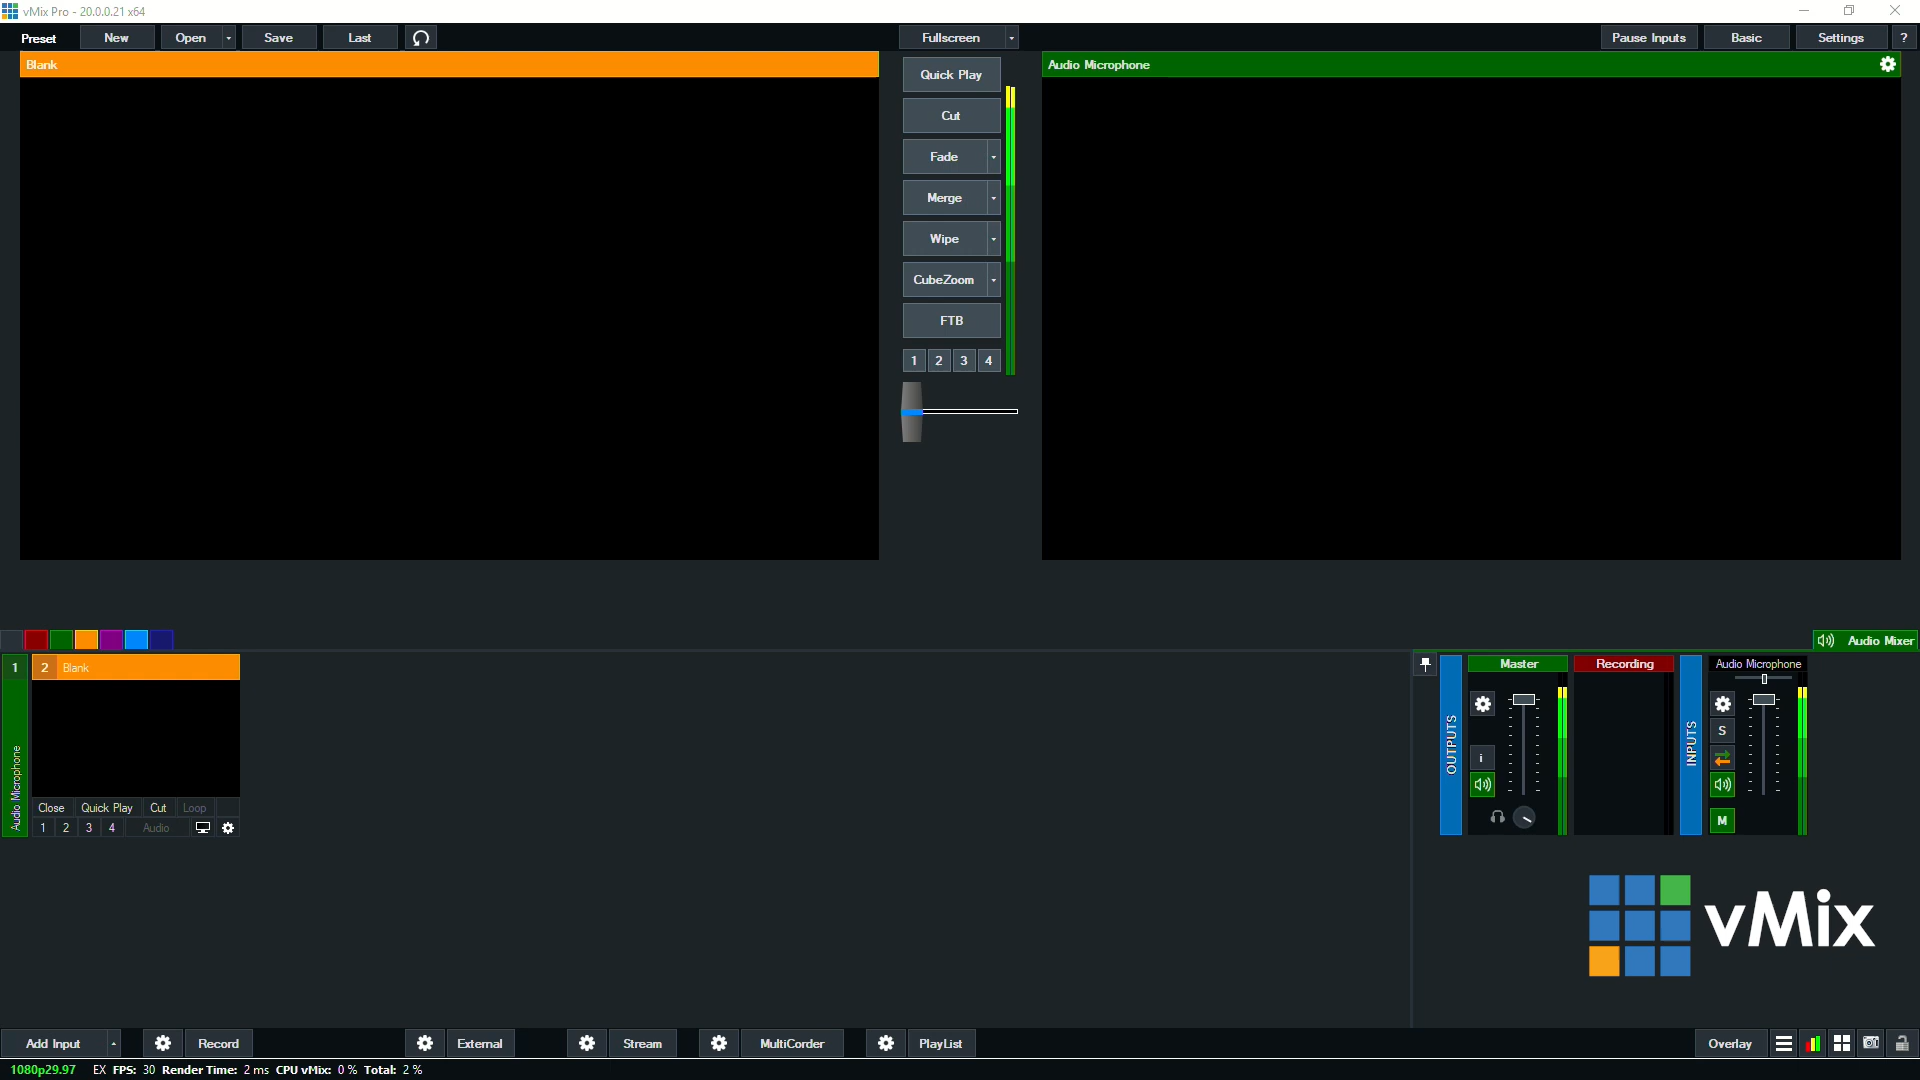 vMix Pro - 20.0.0.21 x64
Preset New Open Save Last Fullscreen Pause Inputs Basic Settings ?
Blank
Quick Play
Cut
Fade
Merge
Wipe
CubeZoom
FTB
1 2 3 4
Audio Microphone
Audio Mixer
1 Audio Microphone
2 Blank
Close Quick Play Cut Loop
1 2 3 4 Audio
OUTPUTS
Master
i
Recording
INPUTS
Audio Microphone
S
M
vMix
Add Input Record External Stream MultiCorder PlayList Overlay
1080p29.97 EX FPS: 30 Render Time: 2 ms CPU vMix: 0 % Total: 2 %